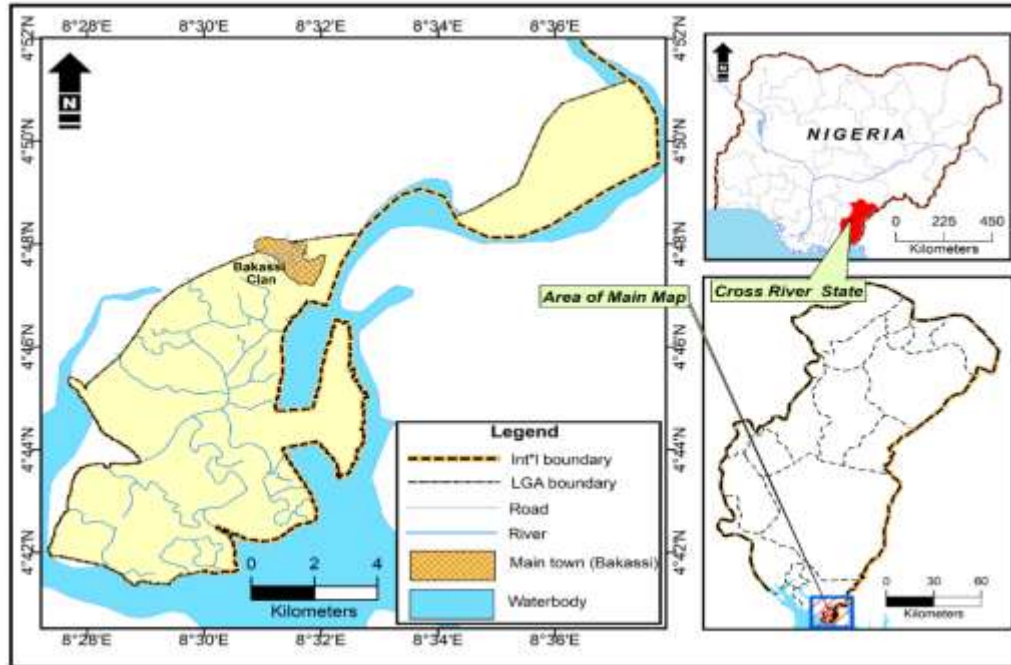 8°28'E 8°30'E 8°32'E 8°34'E 8°36'E
4°52'N
4°50'N
4°48'N
4°46'N
4°44'N
4°42'N
N
Bakassi
Clan
Legend
Int'l boundary
LGA boundary
Road
River
Main town (Bakassi)
Waterbody
0 2 4
Kilometers
8°28'E 8°30'E 8°32'E 8°34'E 8°36'E
4°52'N
4°50'N
4°48'N
4°46'N
4°44'N
4°42'N
N
NIGERIA
0 225 450
Kilometers
Area of Main Map
Cross River State
0 30 60
Kilometers